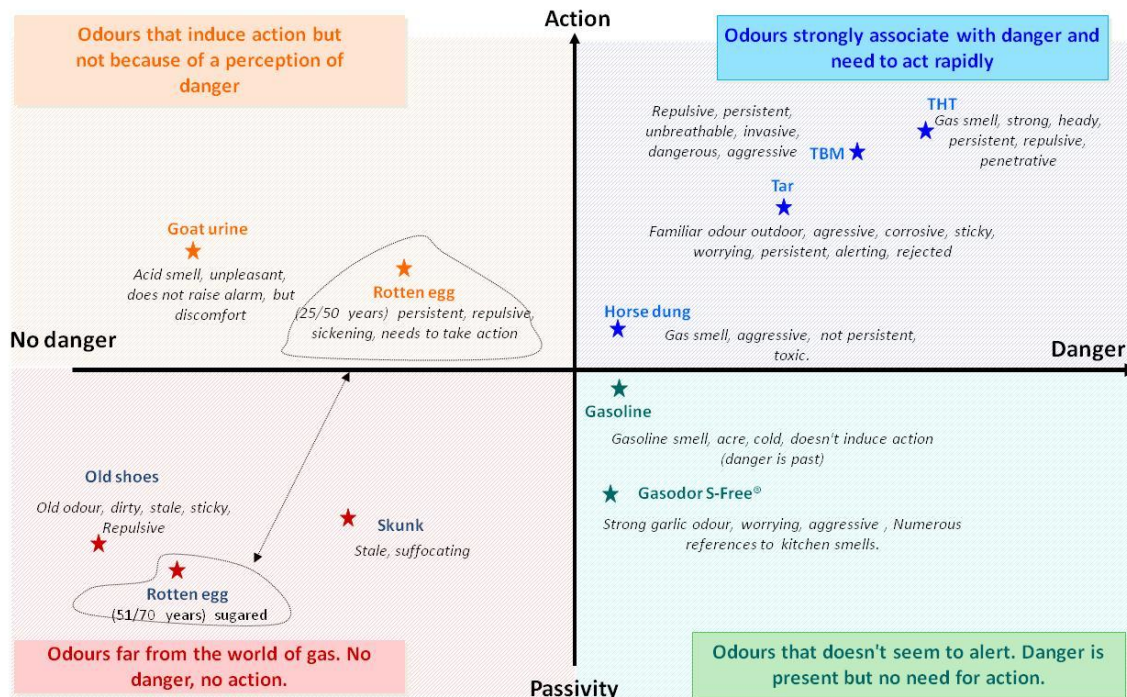 Action
Odours that induce action but
not because of a perception of
danger
Odours strongly associate with danger and
need to act rapidly
Repulsive, persistent,
unbreathable, invasive,
dangerous, aggressive
TBM
THT
Gas smell, strong, heady,
persistent, repulsive,
penetrative
Tar
Familiar odour outdoor, agressive, corrosive, sticky,
worrying, persistent, alerting, rejected
Goat urine
Acid smell, unpleasant,
does not raise alarm, but
discomfort
Rotten egg
(25/50 years) persistent, repulsive,
sickening, needs to take action
Horse dung
Gas smell, aggressive, not persistent,
toxic.
No danger
Danger
Gasoline
Gasoline smell, acre, cold, doesn't induce action
(danger is past)
Old shoes
Old odour, dirty, stale, sticky,
Repulsive
Skunk
Stale, suffocating
Gasodor S-Free®
Strong garlic odour, worrying, aggressive , Numerous
references to kitchen smells.
Rotten egg
(51/70 years) sugared
Odours far from the world of gas. No
danger, no action.
Odours that doesn't seem to alert. Danger is
present but no need for action.
Passivity